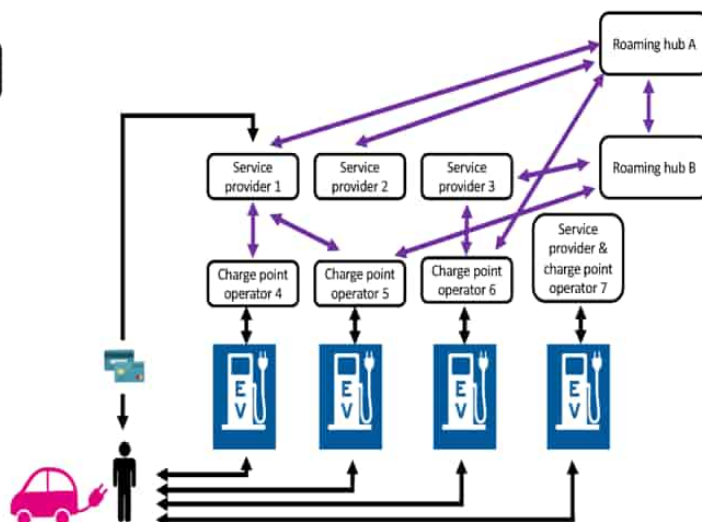 Roaming hub A
Roaming hub B
Service
provider 1
Service
provider 2
Service
provider 3
Service
provider &
charge point
operator 7
Charge point
operator 4
Charge point
operator 5
Charge point
operator 6
E
V
E
V
E
V
E
V